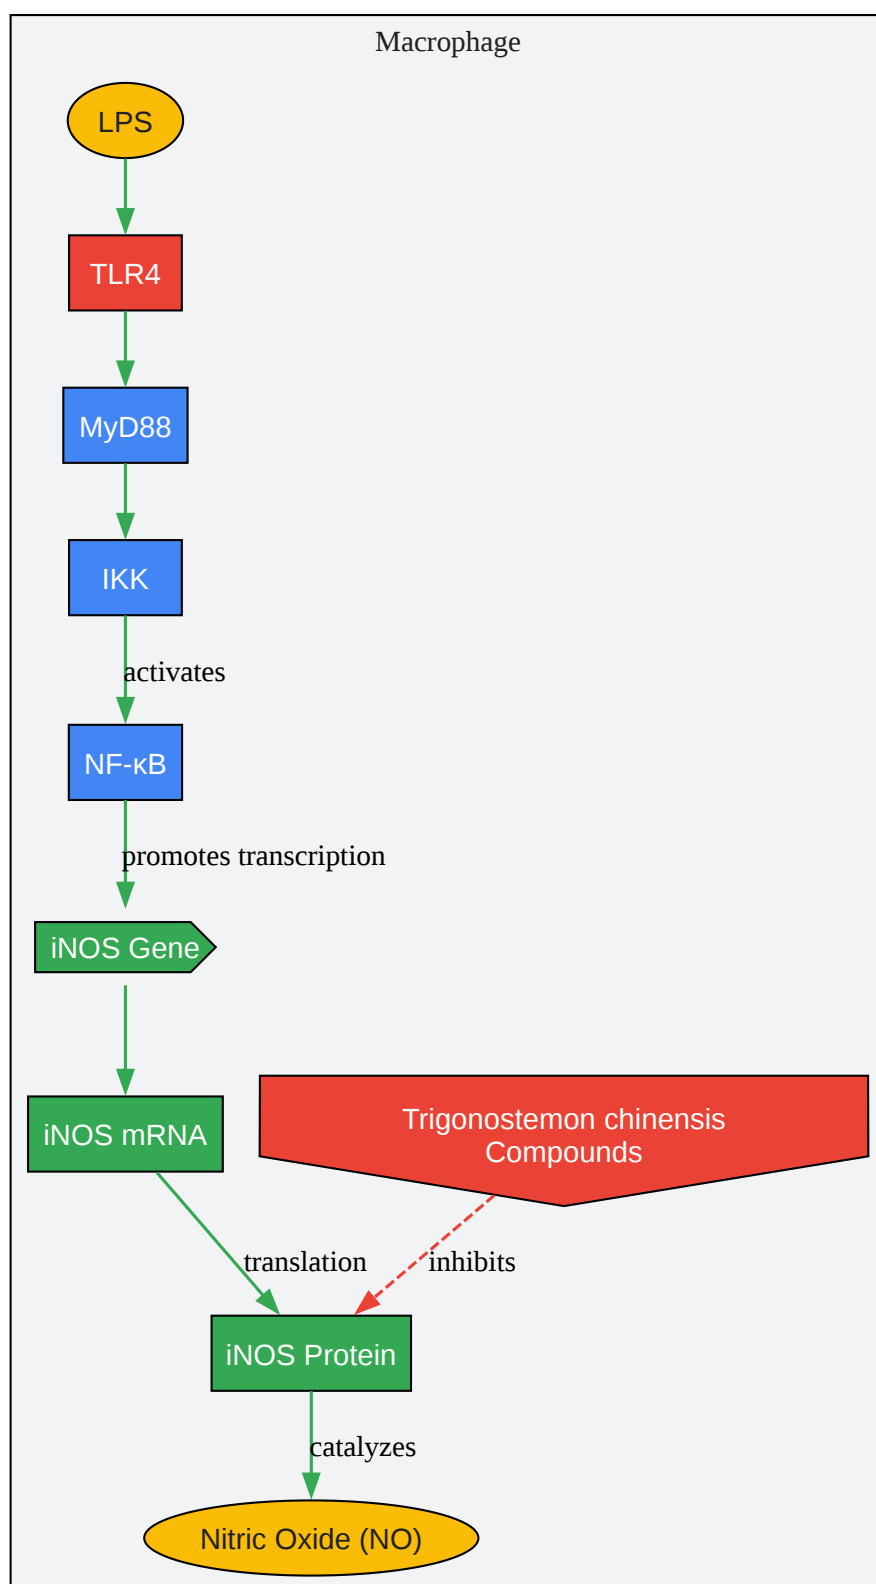 Macrophage
LPS
TLR4
MyD88
IKK
activates
NF-κB
promotes transcription
iNOS Gene
iNOS mRNA
Trigonostemon chinensis
Compounds
translation
inhibits
iNOS Protein
catalyzes
Nitric Oxide (NO)